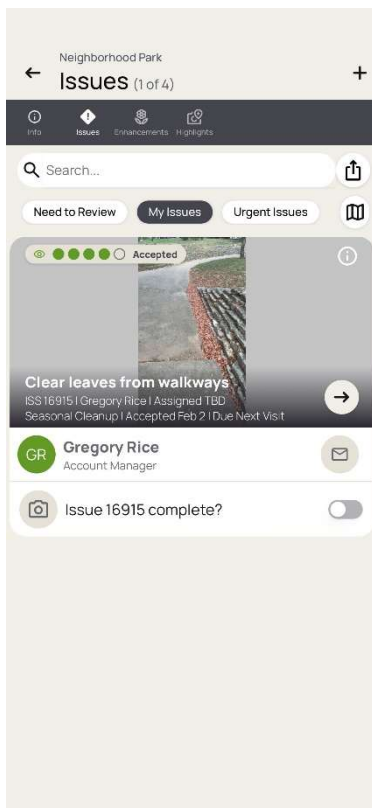 Neighborhood Park
Issues (1 of 4)
Info Issues Enhancements Highlights
Search...
Need to Review My Issues Urgent Issues
Accepted
Clear leaves from walkways
ISS 16915 | Gregory Rice | Assigned TBD
Seasonal Cleanup | Accepted Feb 2 | Due Next Visit
GR Gregory Rice
Account Manager
Issue 16915 complete?